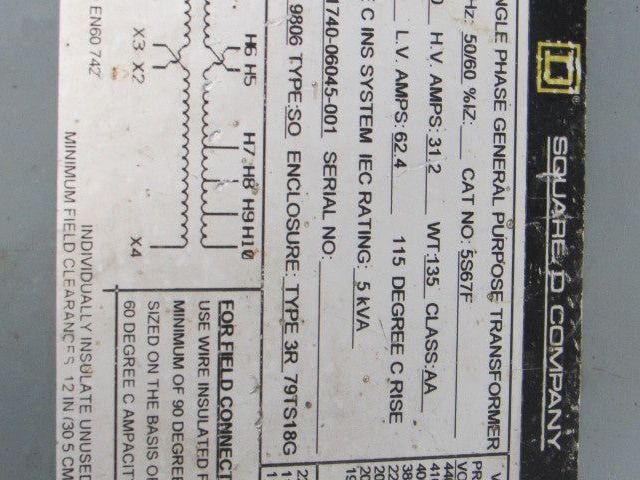 SQUARE D COMPANY
D
NGLE PHASE GENERAL PURPOSE TRANSFORMER
HZ: 50/60 %IZ: CAT NO: 5S67F
H.V. AMPS: 31.2 WT: 135 CLASS: AA
L.V. AMPS: 62.4 115 DEGREE C RISE
C INS SYSTEM IEC RATING: 5 kVA
1740-06045-001 SERIAL NO:
9806 TYPE: SO ENCLOSURE: TYPE 3R 79TS18G
H6 H5 H7 H8 H9 H10
X3 X2 X4
EN60 742
FOR FIELD CONNECT
USE WIRE INSULATED F
MINIMUM OF 90 DEGREE
SIZED ON THE BASIS OF
60 DEGREE C AMPACIT
INDIVIDUALLY INSULATE UNUSED
MINIMUM FIELD CLEARANCES 12 IN (30.5 CM